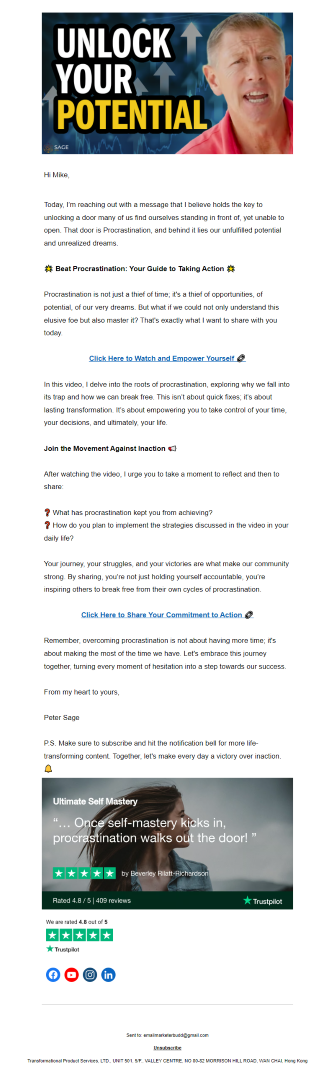 UNLOCK
YOUR
POTENTIAL
SAGE
Hi Mike,
Today, I'm reaching out with a message that I believe holds the key to
unlocking a door many of us find ourselves standing in front of, yet unable to
open. That door is Procrastination, and behind it lies our unfulfilled potential
and unrealized dreams.
Beat Procrastination: Your Guide to Taking Action
Procrastination is not just a thief of time; it's a thief of opportunities, of
potential, of our very dreams. But what if we could not only understand this
elusive foe but also master it? That's exactly what I want to share with you
today.
Click Here to Watch and Empower Yourself
In this video, I delve into the roots of procrastination, exploring why we fall into
its trap and how we can break free. This isn't about quick fixes; it's about
lasting transformation. It's about empowering you to take control of your time,
your decisions, and ultimately, your life.
Join the Movement Against Inaction
After watching the video, I urge you to take a moment to reflect and then to
share:
❓ What has procrastination kept you from achieving?
❓ How do you plan to implement the strategies discussed in the video in your
daily life?
Your journey, your struggles, and your victories are what make our community
strong. By sharing, you're not just holding yourself accountable, you're
inspiring others to break free from their own cycles of procrastination.
Click Here to Share Your Commitment to Action
Remember, overcoming procrastination is not about having more time; it's
about making the most of the time we have. Let's embrace this journey
together, turning every moment of hesitation into a step towards our success.
From my heart to yours,
Peter Sage
P.S. Make sure to subscribe and hit the notification bell for more life-
transforming content. Together, let's make every day a victory over inaction.
Ultimate Self Mastery
"… Once self-mastery kicks in,
procrastination walks out the door! "
by Beverley Rilatt-Richardson
Rated 4.8 / 5 | 409 reviews
Trustpilot
We are rated 4.8 out of 5
Trustpilot
Sent to: emailmarketerbudd@gmail.com
Unsubscribe
Transformational Product Services, LTD., UNIT 501, 5/F, VALLEY CENTRE, NO 80-82 MORRISON HILL ROAD, WAN CHAI, Hong Kong